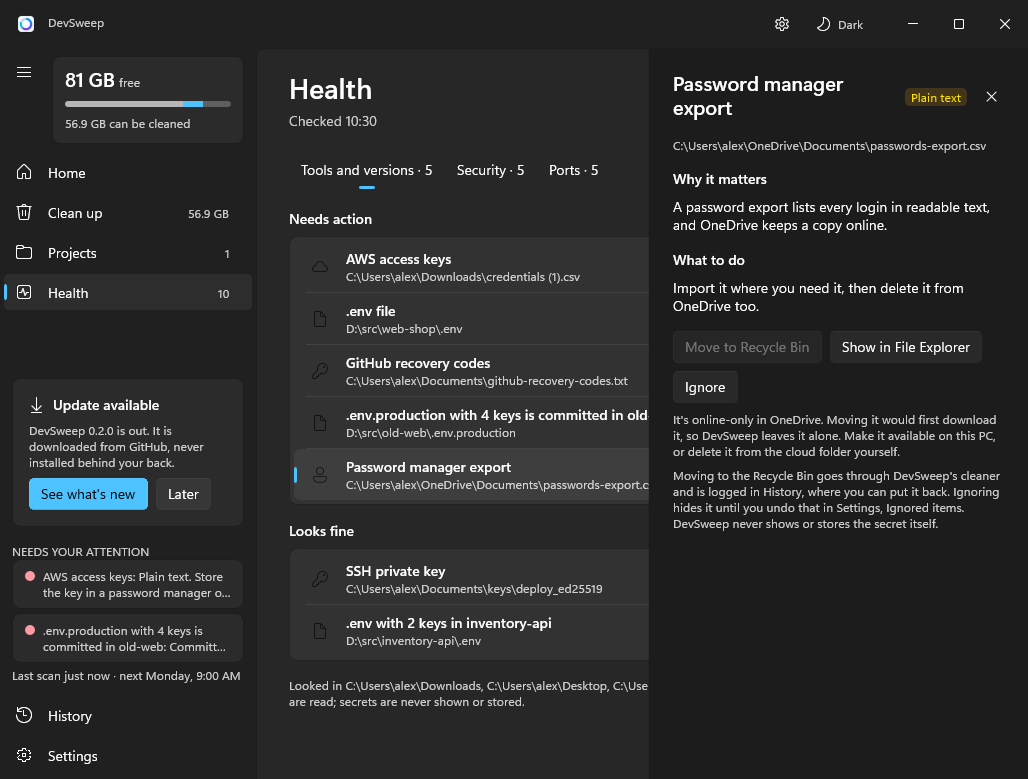 DevSweep
Dark
81 GB free
56.9 GB can be cleaned
Home
Clean up 56.9 GB
Projects 1
Health 10
Update available
DevSweep 0.2.0 is out. It is
downloaded from GitHub, never
installed behind your back.
See what's new Later
NEEDS YOUR ATTENTION
AWS access keys: Plain text. Store
the key in a password manager o...
.env.production with 4 keys is
committed in old-web: Committ...
Last scan just now · next Monday, 9:00 AM
History
Settings
Health
Checked 10:30
Tools and versions · 5 Security · 5 Ports · 5
Needs action
AWS access keys
C:\Users\alex\Downloads\credentials (1).csv
.env file
D:\src\web-shop\.env
GitHub recovery codes
C:\Users\alex\Documents\github-recovery-codes.txt
.env.production with 4 keys is committed in old-
D:\src\old-web\.env.production
Password manager export
C:\Users\alex\OneDrive\Documents\passwords-export.c
Looks fine
SSH private key
C:\Users\alex\Documents\keys\deploy_ed25519
.env with 2 keys in inventory-api
D:\src\inventory-api\.env
Looked in C:\Users\alex\Downloads, C:\Users\alex\Desktop, C:\Use
are read; secrets are never shown or stored.
Password manager
export
Plain text
C:\Users\alex\OneDrive\Documents\passwords-export.csv
Why it matters
A password export lists every login in readable text,
and OneDrive keeps a copy online.
What to do
Import it where you need it, then delete it from
OneDrive too.
Move to Recycle Bin Show in File Explorer
Ignore
It's online-only in OneDrive. Moving it would first download
it, so DevSweep leaves it alone. Make it available on this PC,
or delete it from the cloud folder yourself.
Moving to the Recycle Bin goes through DevSweep's cleaner
and is logged in History, where you can put it back. Ignoring
hides it until you undo that in Settings, Ignored items.
DevSweep never shows or stores the secret itself.